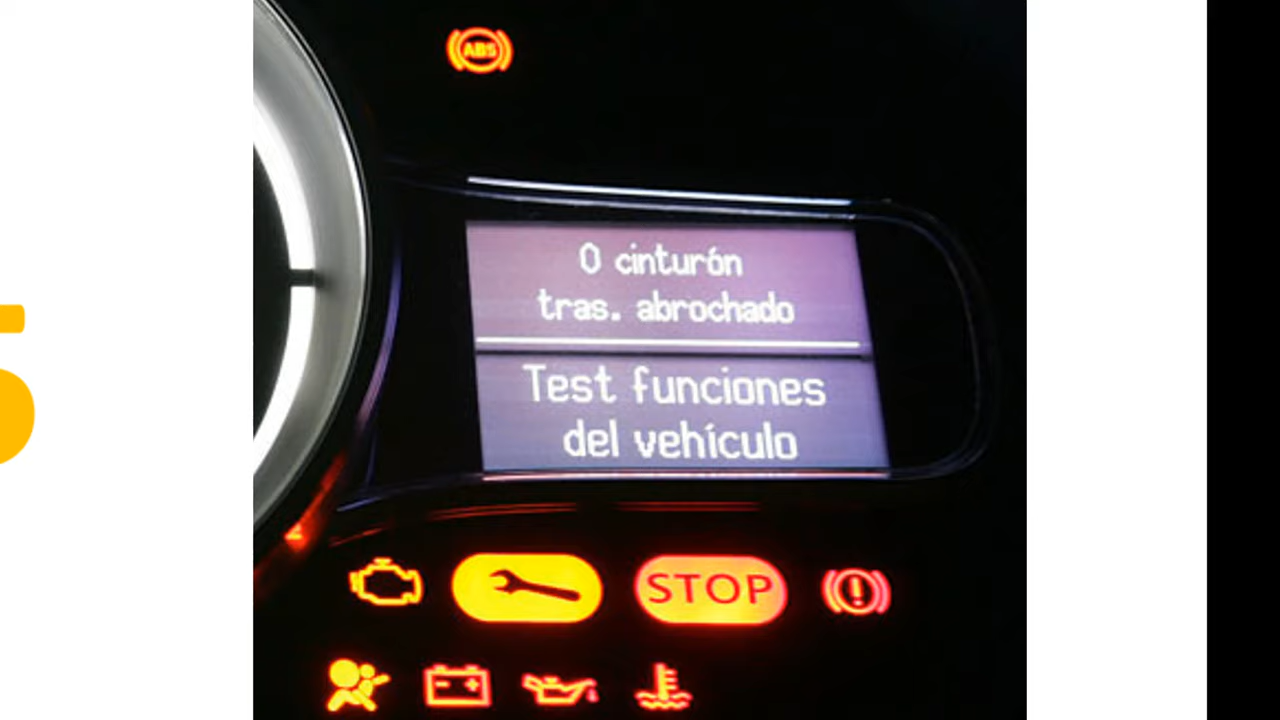 ABS
0 cinturón
tras. abrochado
Test funciones
del vehículo
STOP